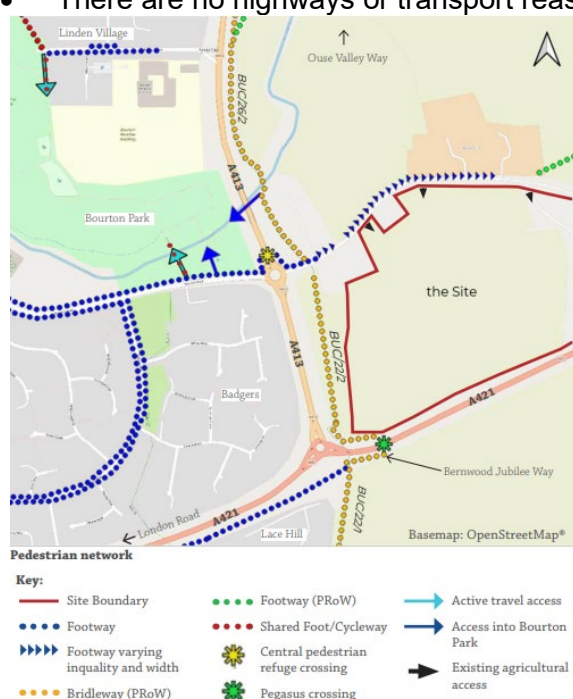 • There are no highways or transport reas
Linden Village
Ouse Valley Way
BUC/26/2
A413
Bourton Park
the Site
A413
BUC/22/2
Badgers
A421
Bernwood Jubilee Way
London Road
A421
BUC/22/1
Lace Hill
Basemap: OpenStreetMap®
Pedestrian network
Key:
Site Boundary
Footway
Footway varying
inquality and width
Bridleway (PRoW)
Footway (PRoW)
Shared Foot/Cycleway
Central pedestrian
refuge crossing
Pegasus crossing
Active travel access
Access into Bourton
Park
Existing agricultural
access